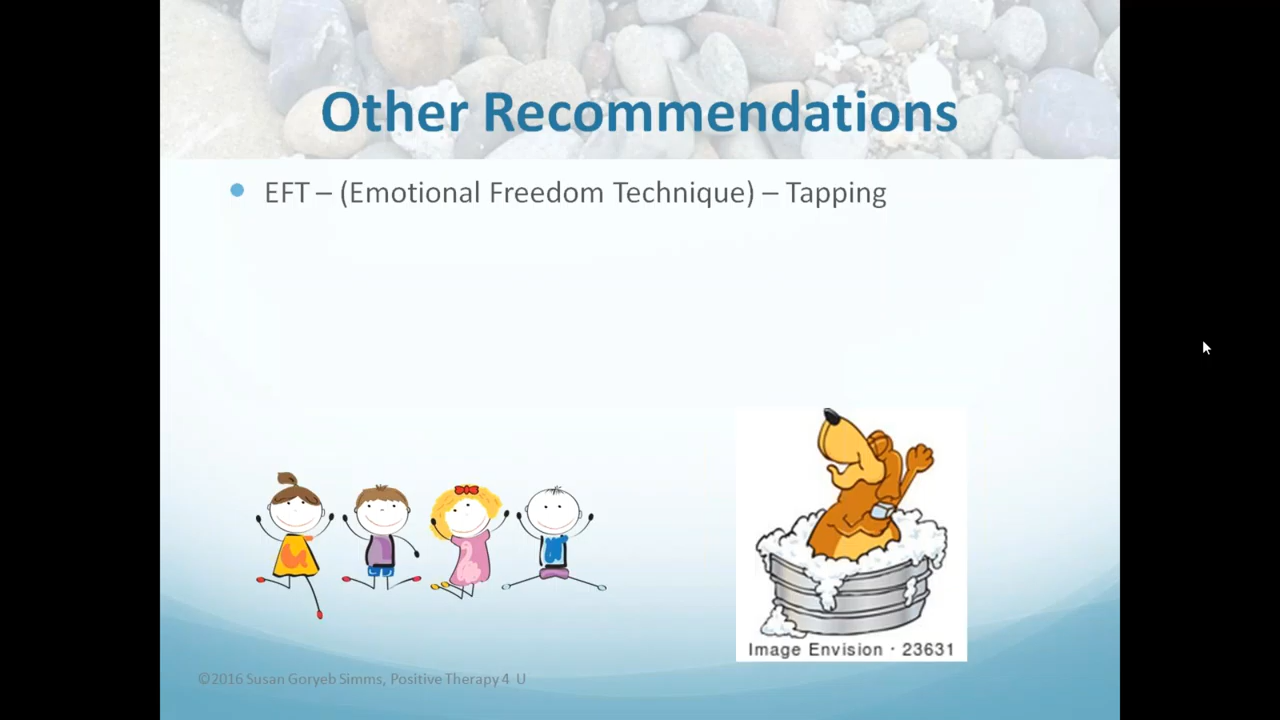 Other Recommendations
EFT – (Emotional Freedom Technique) – Tapping
Image Envision · 23631
©2016 Susan Goryeb Simms, Positive Therapy 4 U